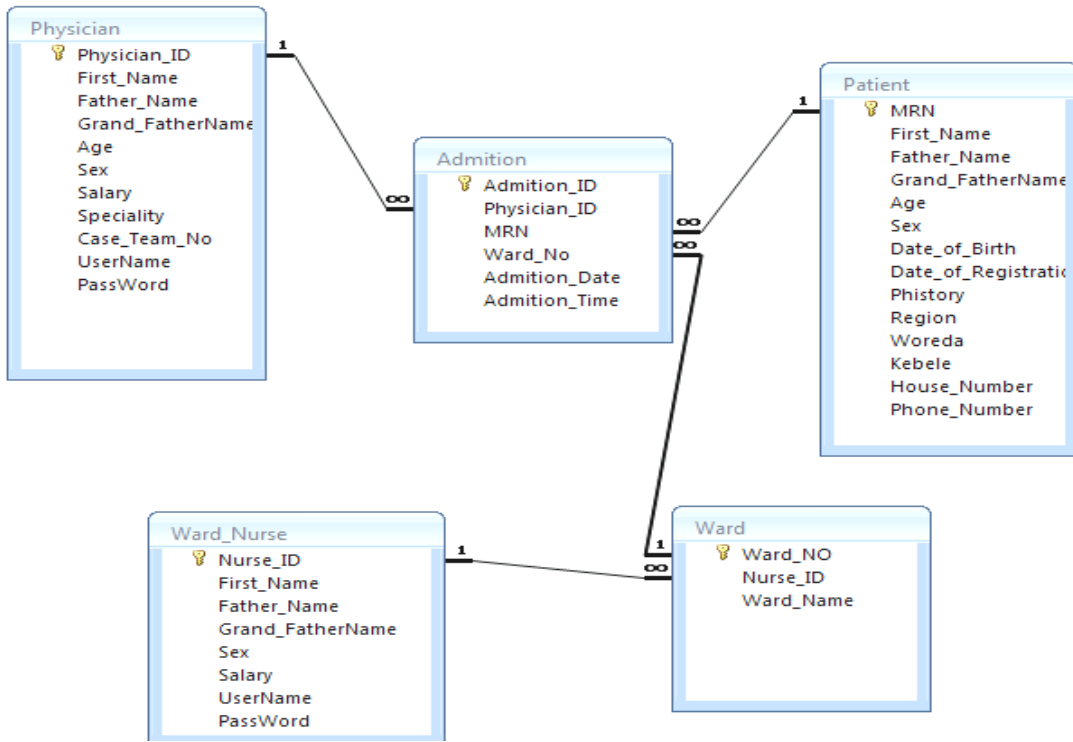 Physician
Physician_ID
First_Name
Father_Name
Grand_FatherName
Age
Sex
Salary
Speciality
Case_Team_No
UserName
PassWord
1
∞
Admition
Admition_ID
Physician_ID
MRN
Ward_No
Admition_Date
Admition_Time
1
∞
∞
Patient
MRN
First_Name
Father_Name
Grand_FatherName
Age
Sex
Date_of_Birth
Date_of_Registratio
Phistory
Region
Woreda
Kebele
House_Number
Phone_Number
Ward_Nurse
Nurse_ID
First_Name
Father_Name
Grand_FatherName
Sex
Salary
UserName
PassWord
1
1
∞
Ward
Ward_NO
Nurse_ID
Ward_Name